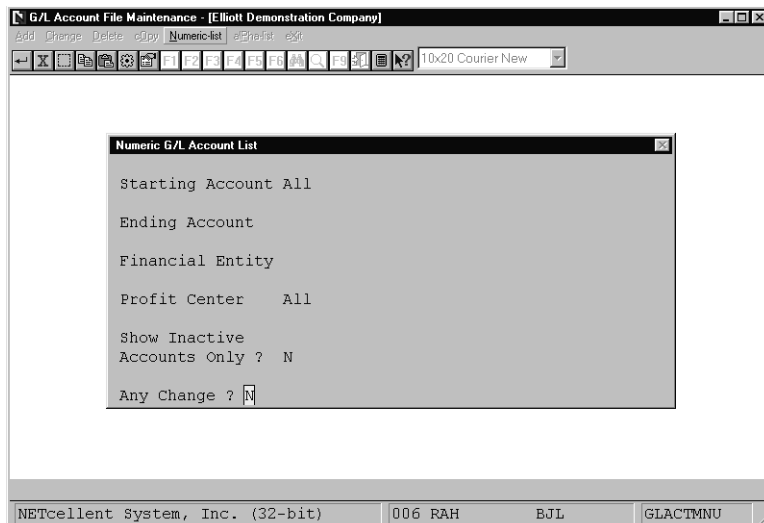 G/L Account File Maintenance - [Elliott Demonstration Company]
Add Change Delete cOpy Numeric-list alPha-list eXit
F1 F2 F3 F4 F5 F6 F9 10x20 Courier New
Numeric G/L Account List
Starting Account All
Ending Account
Financial Entity
Profit Center All
Show Inactive
Accounts Only ? N
Any Change ? N
NETcellent System, Inc. (32-bit) 006 RAH BJL GLACTMNU